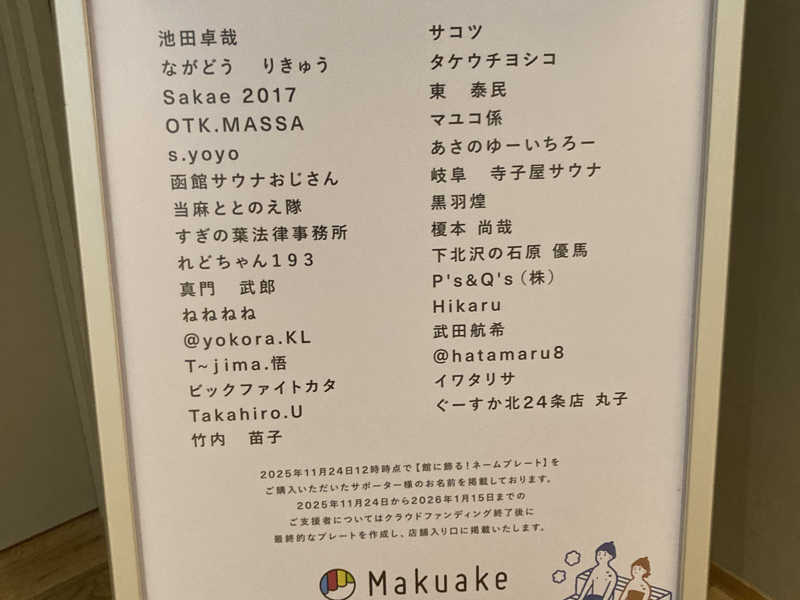 池田卓哉
ながどう　りきゅう
Sakae 2017
OTK.MASSA
s.yoyo
函館サウナおじさん
当麻ととのえ隊
すぎの葉法律事務所
れどちゃん193
真門　武郎
ねねねね
@yokora.KL
T~jima.悟
ビックファイトカタ
Takahiro.U
竹内　苗子
サコツ
タケウチヨシコ
東　泰民
マユコ係
あさのゆーいちろー
岐阜　寺子屋サウナ
黒羽煌
榎本 尚哉
下北沢の石原 優馬
P's&Q's（株）
Hikaru
武田航希
@hatamaru8
イワタリサ
ぐーすか北24条店 丸子
2025年11月24日12時時点で【館に飾る！ネームプレート】を
ご購入いただいたサポーター様のお名前を掲載しております。
2025年11月24日から2026年1月15日までの
ご支援者についてはクラウドファンディング終了後に
最終的なプレートを作成し、店舗入り口に掲載いたします。
Makuake